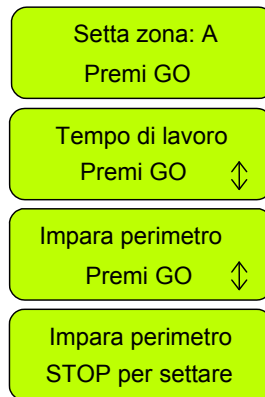 Setta zona: A
Premi GO
Tempo di lavoro
Premi GO ↕
Impara perimetro
Premi GO ↕
Impara perimetro
STOP per settare